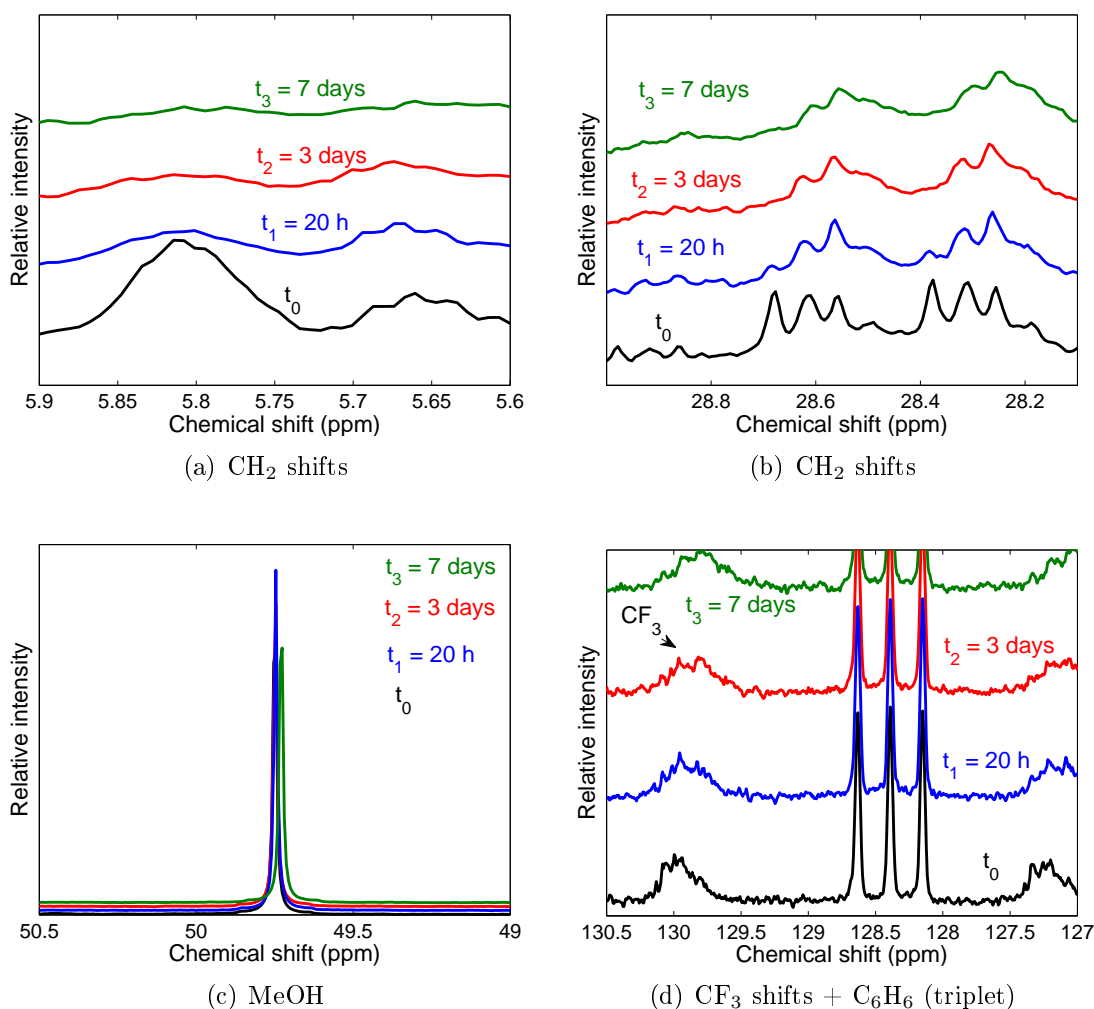 Relative intensity
t3 = 7 days
t2 = 3 days
t1 = 20 h
t0
5.9 5.85 5.8 5.75 5.7 5.65 5.6
Chemical shift (ppm)
(a) CH2 shifts
Relative intensity
t3 = 7 days
t2 = 3 days
t1 = 20 h
t0
28.8 28.6 28.4 28.2
Chemical shift (ppm)
(b) CH2 shifts
Relative intensity
t3 = 7 days
t2 = 3 days
t1 = 20 h
t0
50.5 50 49.5 49
Chemical shift (ppm)
(c) MeOH
Relative intensity
t3 = 7 days
CF3
t2 = 3 days
t1 = 20 h
t0
130.5 130 129.5 129 128.5 128 127.5 127
Chemical shift (ppm)
(d) CF3 shifts + C6H6 (triplet)